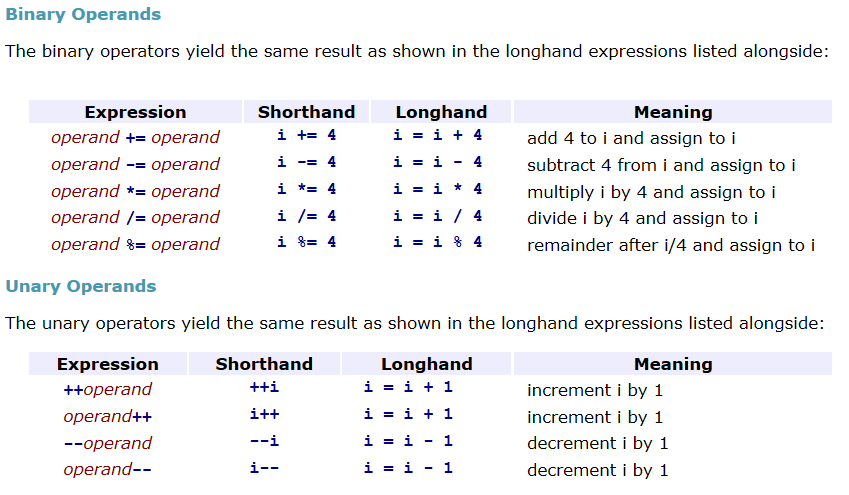 Binary Operands
The binary operators yield the same result as shown in the longhand expressions listed alongside:
Expression Shorthand Longhand Meaning
operand += operand i += 4 i = i + 4 add 4 to i and assign to i
operand -= operand i -= 4 i = i - 4 subtract 4 from i and assign to i
operand *= operand i *= 4 i = i * 4 multiply i by 4 and assign to i
operand /= operand i /= 4 i = i / 4 divide i by 4 and assign to i
operand %= operand i %= 4 i = i % 4 remainder after i/4 and assign to i
Unary Operands
The unary operators yield the same result as shown in the longhand expressions listed alongside:
Expression Shorthand Longhand Meaning
++operand ++i i = i + 1 increment i by 1
operand++ i++ i = i + 1 increment i by 1
--operand --i i = i - 1 decrement i by 1
operand-- i-- i = i - 1 decrement i by 1